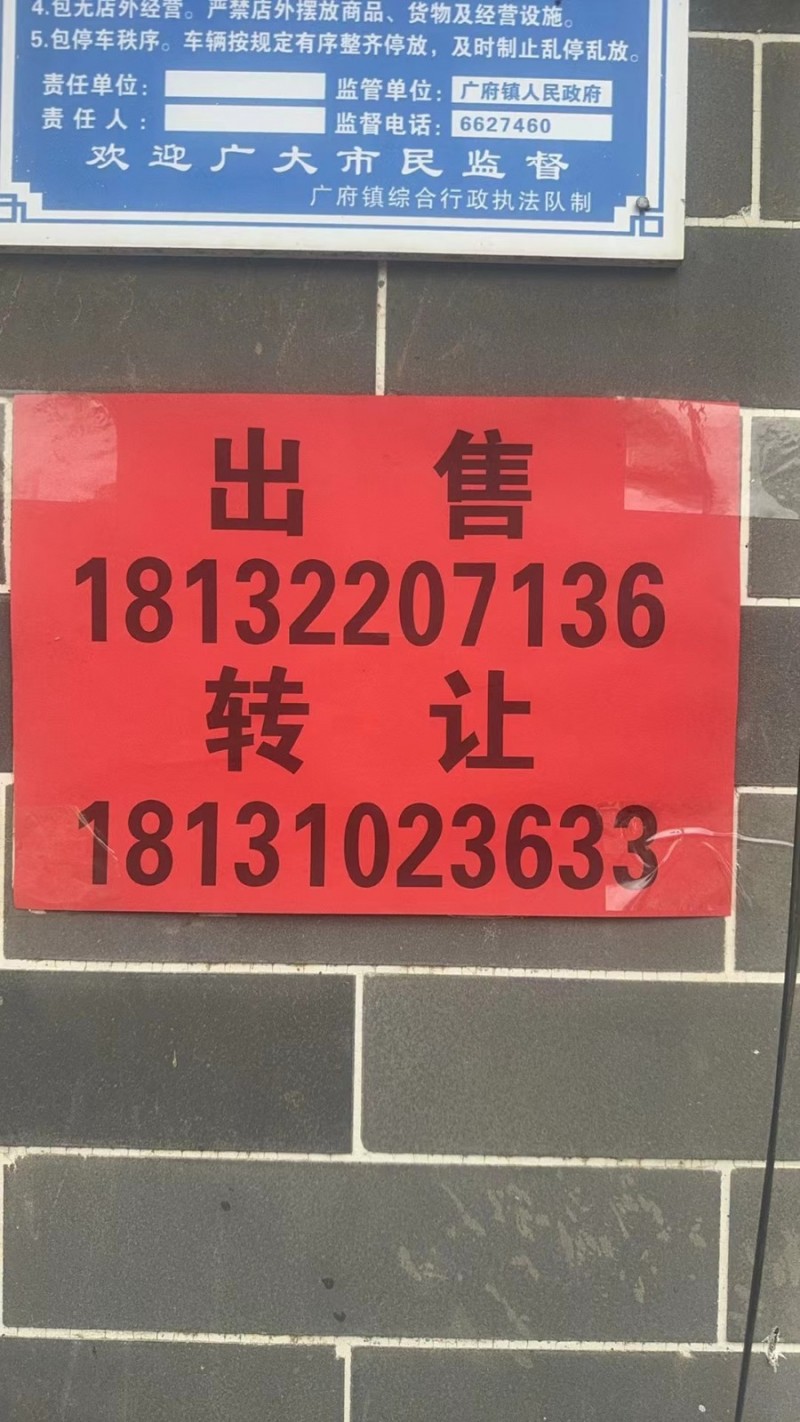 4.包无店外经营。严禁店外摆放商品、货物及经营设施。
5.包停车秩序。车辆按规定有序整齐停放，及时制止乱停乱放。
责任单位： 监管单位：广府镇人民政府
责任人： 监督电话：6627460
欢迎广大市民监督
广府镇综合行政执法队制
出售
18132207136
转让
18131023633